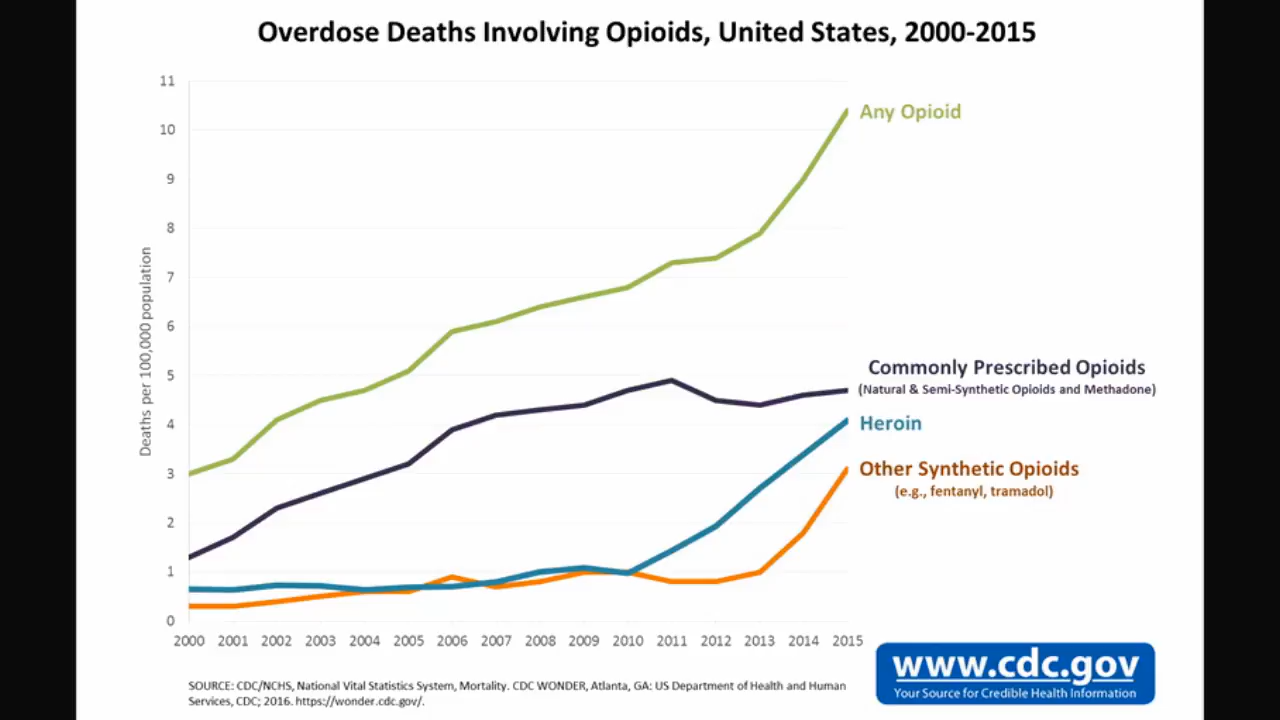 Overdose Deaths Involving Opioids, United States, 2000-2015
11
10
9
8
7
6
5
4
3
2
1
0
Deaths per 100,000 population
Any Opioid
Commonly Prescribed Opioids
(Natural & Semi-Synthetic Opioids and Methadone)
Heroin
Other Synthetic Opioids
(e.g., fentanyl, tramadol)
2000 2001 2002 2003 2004 2005 2006 2007 2008 2009 2010 2011 2012 2013 2014 2015
SOURCE: CDC/NCHS, National Vital Statistics System, Mortality. CDC WONDER, Atlanta, GA: US Department of Health and Human
Services, CDC; 2016. https://wonder.cdc.gov/.
www.cdc.gov
Your Source for Credible Health Information